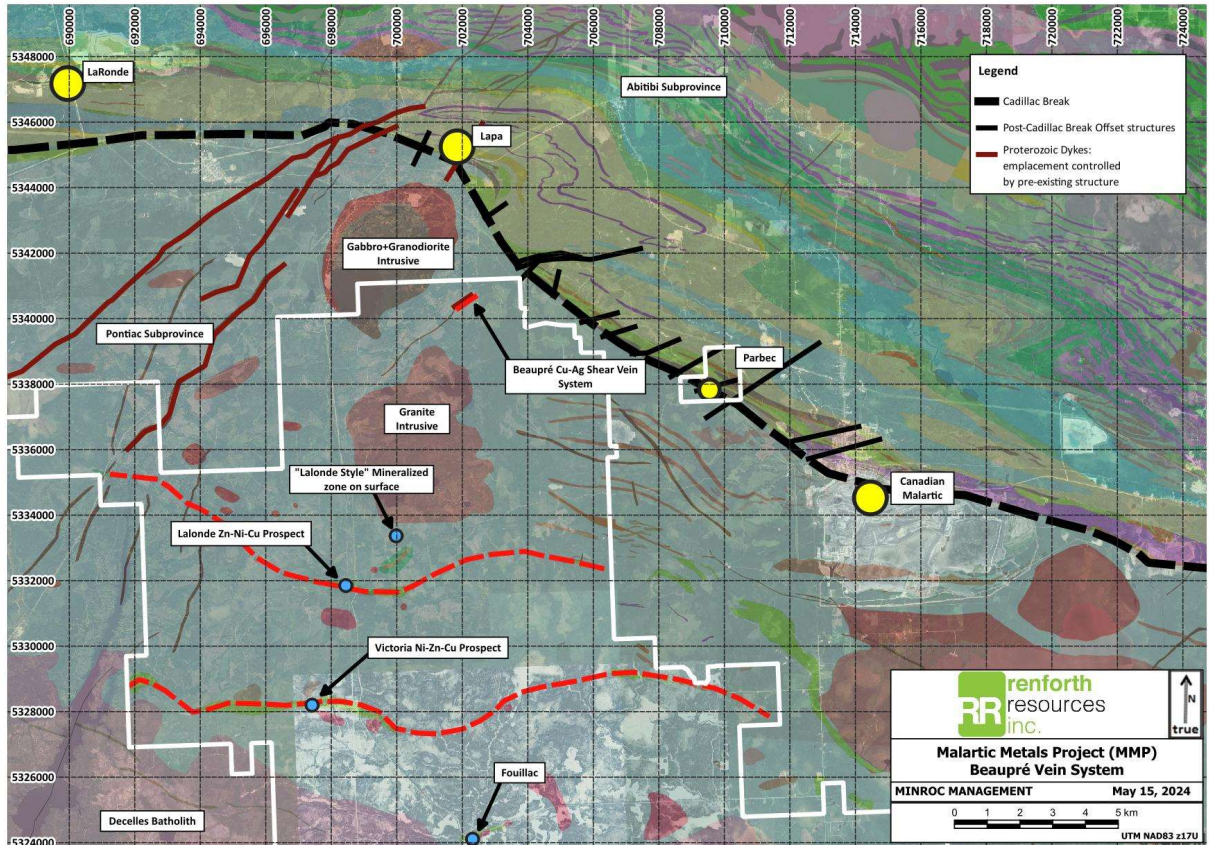 690000 692000 694000 696000 698000 700000 702000 704000 706000 708000 710000 712000 714000 716000 718000 720000 722000 724000
5348000
5346000
5344000
5342000
5340000
5338000
5336000
5334000
5332000
5330000
5328000
5326000
5324000
LaRonde
Abitibi Subprovince
Lapa
Legend
Cadillac Break
Post-Cadillac Break Offset structures
Proterozoic Dykes:
emplacement controlled
by pre-existing structure
Gabbro+Granodiorite
Intrusive
Pontiac Subprovince
Beaupré Cu-Ag Shear Vein
System
Parbec
Granite
Intrusive
"Lalonde Style" Mineralized
zone on surface
Canadian
Malartic
Lalonde Zn-Ni-Cu Prospect
Victoria Ni-Zn-Cu Prospect
Fouillac
Decelles Batholith
RR
renforth
resources
inc.
N
true
Malartic Metals Project (MMP)
Beaupré Vein System
MINROC MANAGEMENT May 15, 2024
0 1 2 3 4 5 km
UTM NAD83 z17U